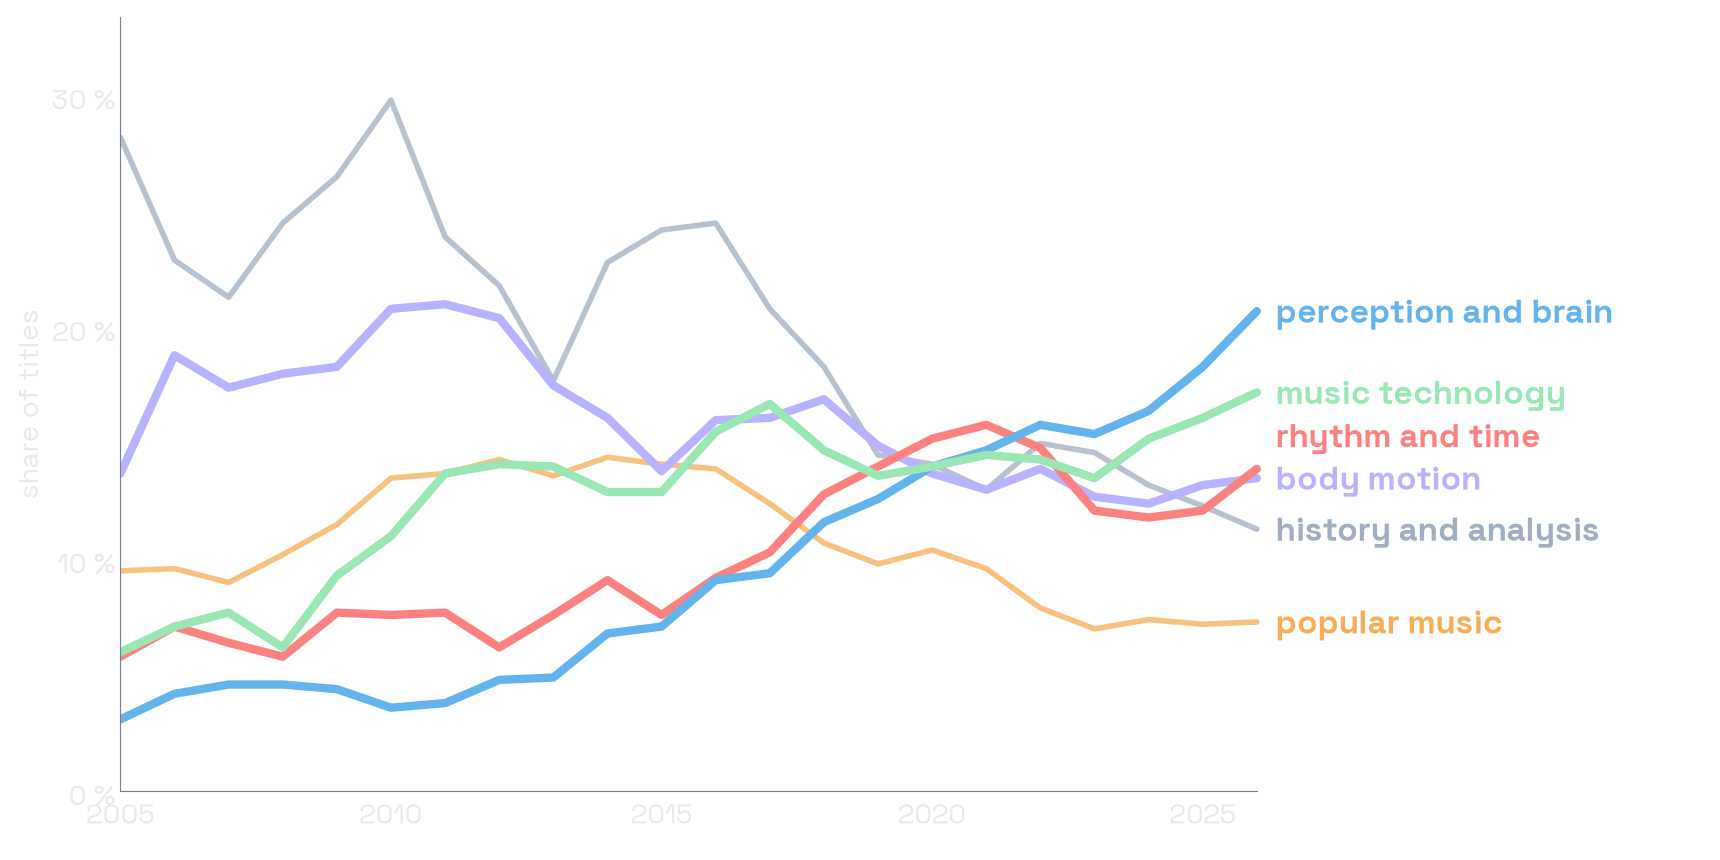 30 %
20 %
10 %
0 %
share of titles
2005
2010
2015
2020
2025
perception and brain
music technology
rhythm and time
body motion
history and analysis
popular music